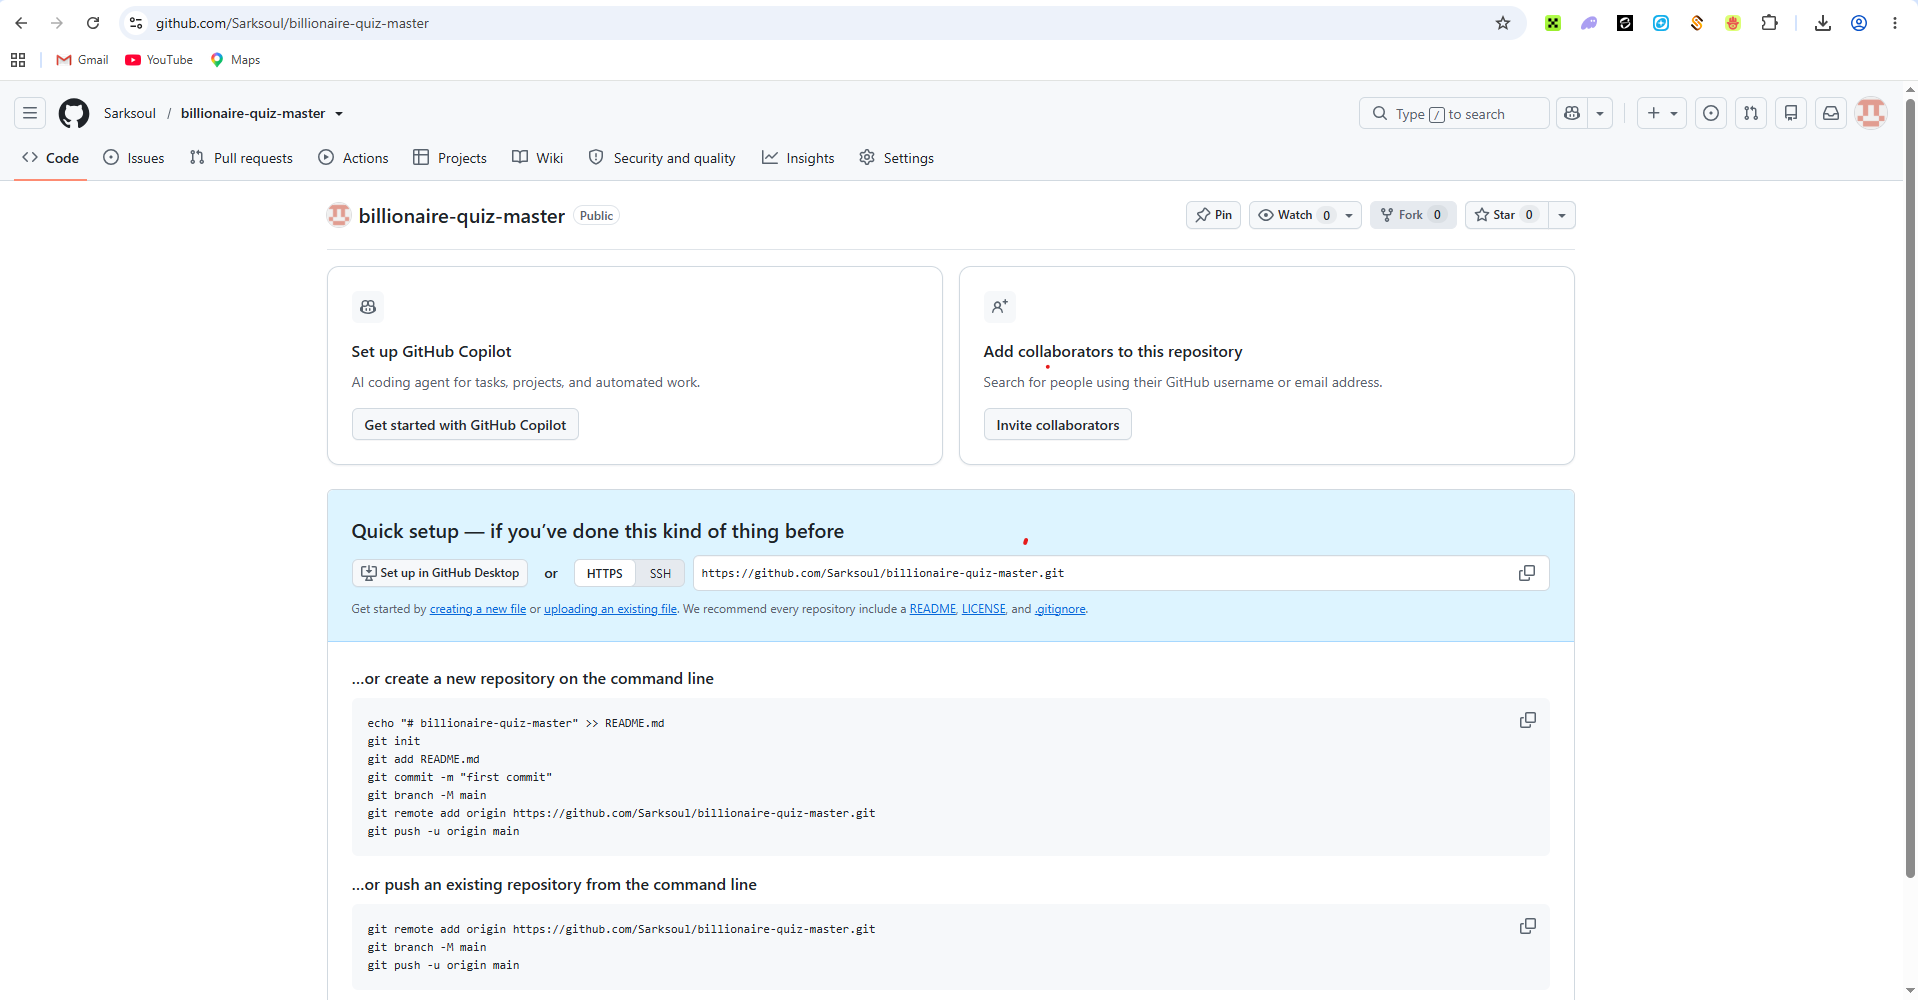 github.com/Sarksoul/billionaire-quiz-master
Gmail YouTube Maps
Sarksoul / billionaire-quiz-master
Type / to search
Code Issues Pull requests Actions Projects Wiki Security and quality Insights Settings
billionaire-quiz-master Public
Pin Watch 0 Fork 0 Star 0
Set up GitHub Copilot
AI coding agent for tasks, projects, and automated work.
Get started with GitHub Copilot
Add collaborators to this repository
Search for people using their GitHub username or email address.
Invite collaborators
Quick setup — if you’ve done this kind of thing before
Set up in GitHub Desktop or HTTPS SSH https://github.com/Sarksoul/billionaire-quiz-master.git
Get started by creating a new file or uploading an existing file. We recommend every repository include a README, LICENSE, and .gitignore.
…or create a new repository on the command line
echo "# billionaire-quiz-master" >> README.md
git init
git add README.md
git commit -m "first commit"
git branch -M main
git remote add origin https://github.com/Sarksoul/billionaire-quiz-master.git
git push -u origin main
…or push an existing repository from the command line
git remote add origin https://github.com/Sarksoul/billionaire-quiz-master.git
git branch -M main
git push -u origin main